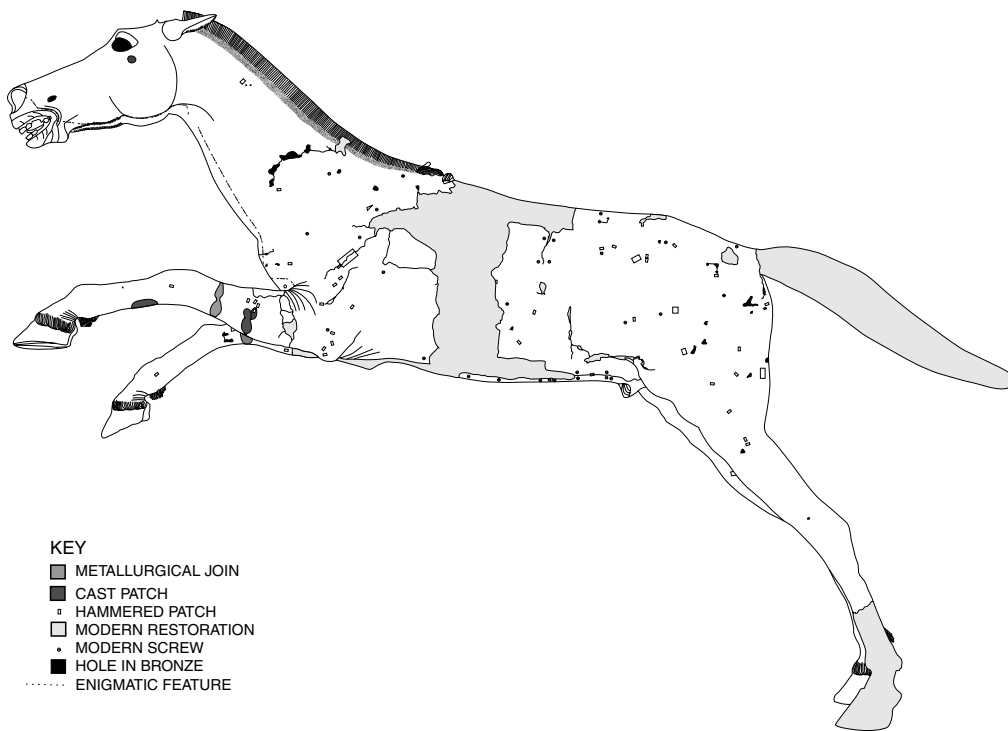 KEY
METALLURGICAL JOIN
CAST PATCH
HAMMERED PATCH
MODERN RESTORATION
MODERN SCREW
HOLE IN BRONZE
ENIGMATIC FEATURE